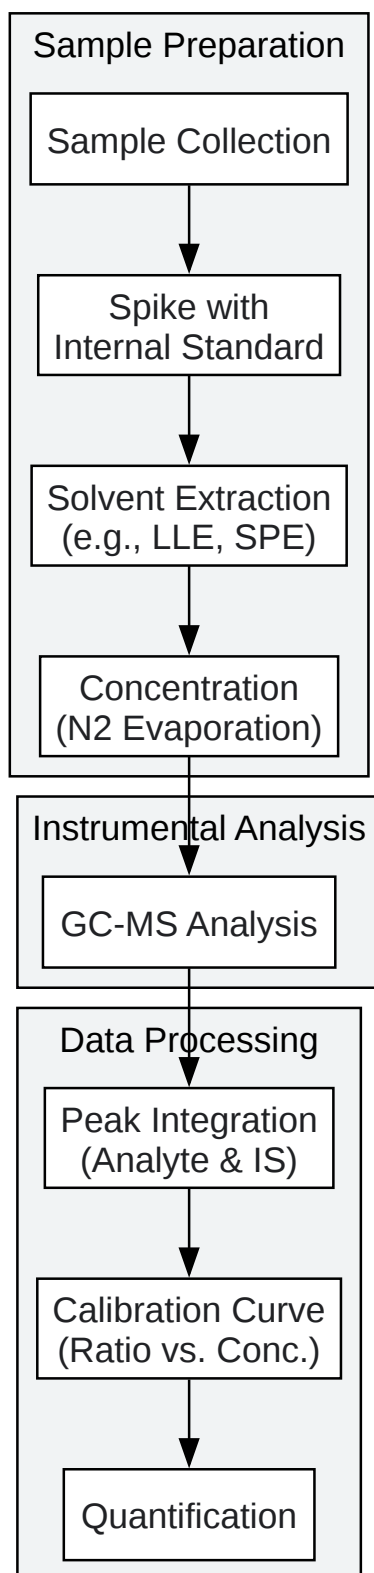 Sample Preparation
Sample Collection
Spike with
Internal Standard
Solvent Extraction
(e.g., LLE, SPE)
Concentration
(N2 Evaporation)
Instrumental Analysis
GC-MS Analysis
Data Processing
Peak Integration
(Analyte & IS)
Calibration Curve
(Ratio vs. Conc.)
Quantification